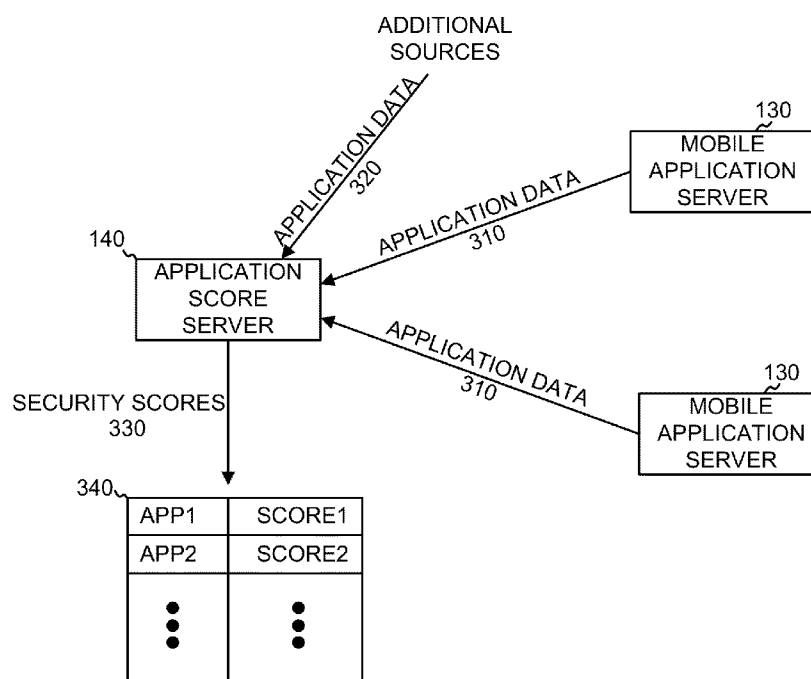 ADDITIONAL
SOURCES
APPLICATION DATA
320
130
MOBILE
APPLICATION
SERVER
APPLICATION DATA
310
140
APPLICATION
SCORE
SERVER
APPLICATION DATA
310
130
MOBILE
APPLICATION
SERVER
SECURITY SCORES
330
340
APP1 SCORE1
APP2 SCORE2